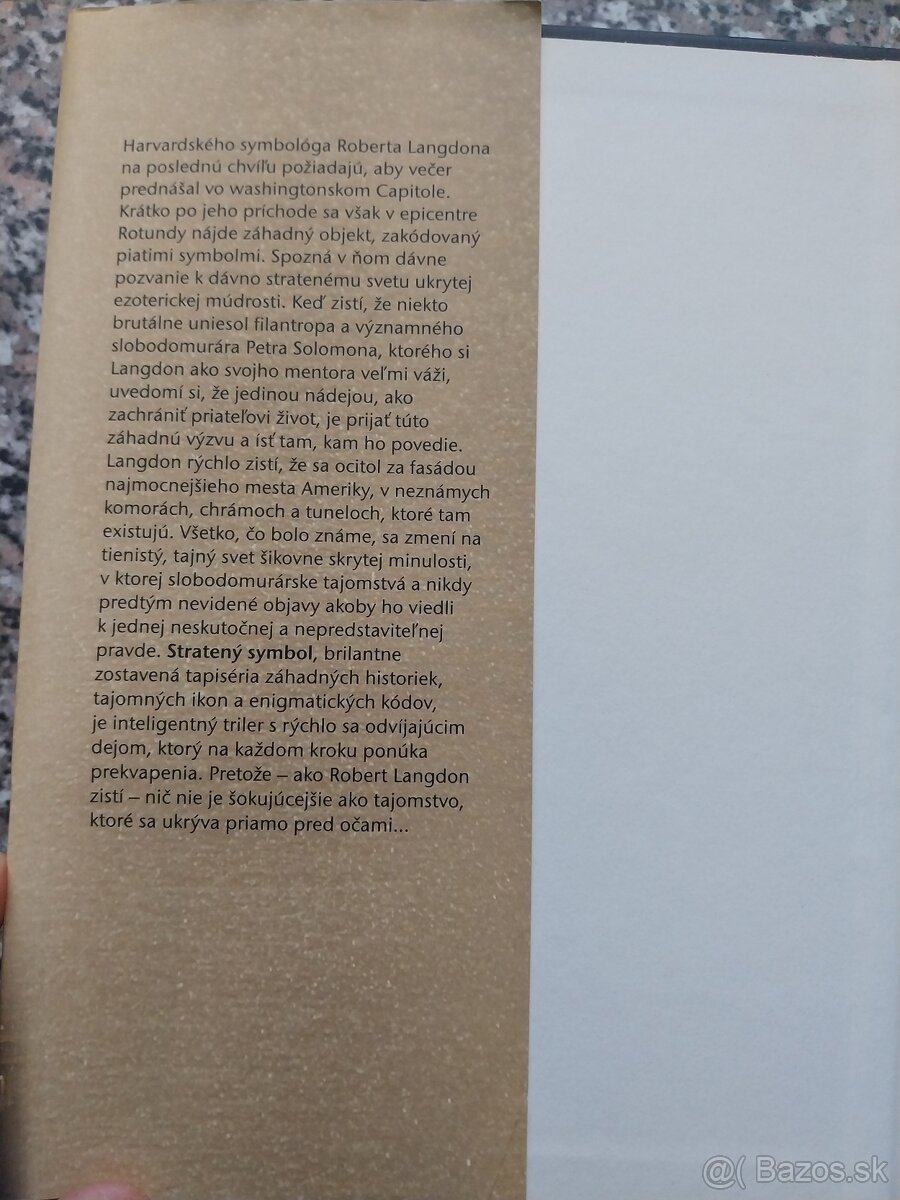 Harvardského symbológa Roberta Langdona
na poslednú chvíľu požiadajú, aby večer
prednášal vo washingtonskom Capitole.
Krátko po jeho príchode sa však v epicentre
Rotundy nájde záhadný objekt, zakódovaný
piatimi symbolmi. Spozná v ňom dávne
pozvanie k dávno stratenému svetu ukrytej
ezoterickej múdrosti. Keď zistí, že niekto
brutálne uniesol filantropa a významného
slobodomurára Petra Solomona, ktorého si
Langdon ako svojho mentora veľmi váži,
uvedomí si, že jedinou nádejou, ako
zachrániť priateľovi život, je prijať túto
záhadnú výzvu a ísť tam, kam ho povedie.
Langdon rýchlo zistí, že sa ocitol za fasádou
najmocnejšieho mesta Ameriky, v neznámych
komorách, chrámoch a tuneloch, ktoré tam
existujú. Všetko, čo bolo známe, sa zmení na
tienistý, tajný svet šikovne skrytej minulosti,
v ktorej slobodomurárske tajomstvá a nikdy
predtým nevidené objavy akoby ho viedli
k jednej neskutočnej a nepredstaviteľnej
pravde. Stratený symbol, brilantne
zostavená tapiséria záhadných historiek,
tajomných ikon a enigmatických kódov,
je inteligentný triler s rýchlo sa odvíjajúcim
dejom, ktorý na každom kroku ponúka
prekvapenia. Pretože – ako Robert Langdon
zistí – nič nie je šokujúcejšie ako tajomstvo,
ktoré sa ukrýva priamo pred očami...
@( Bazos.sk